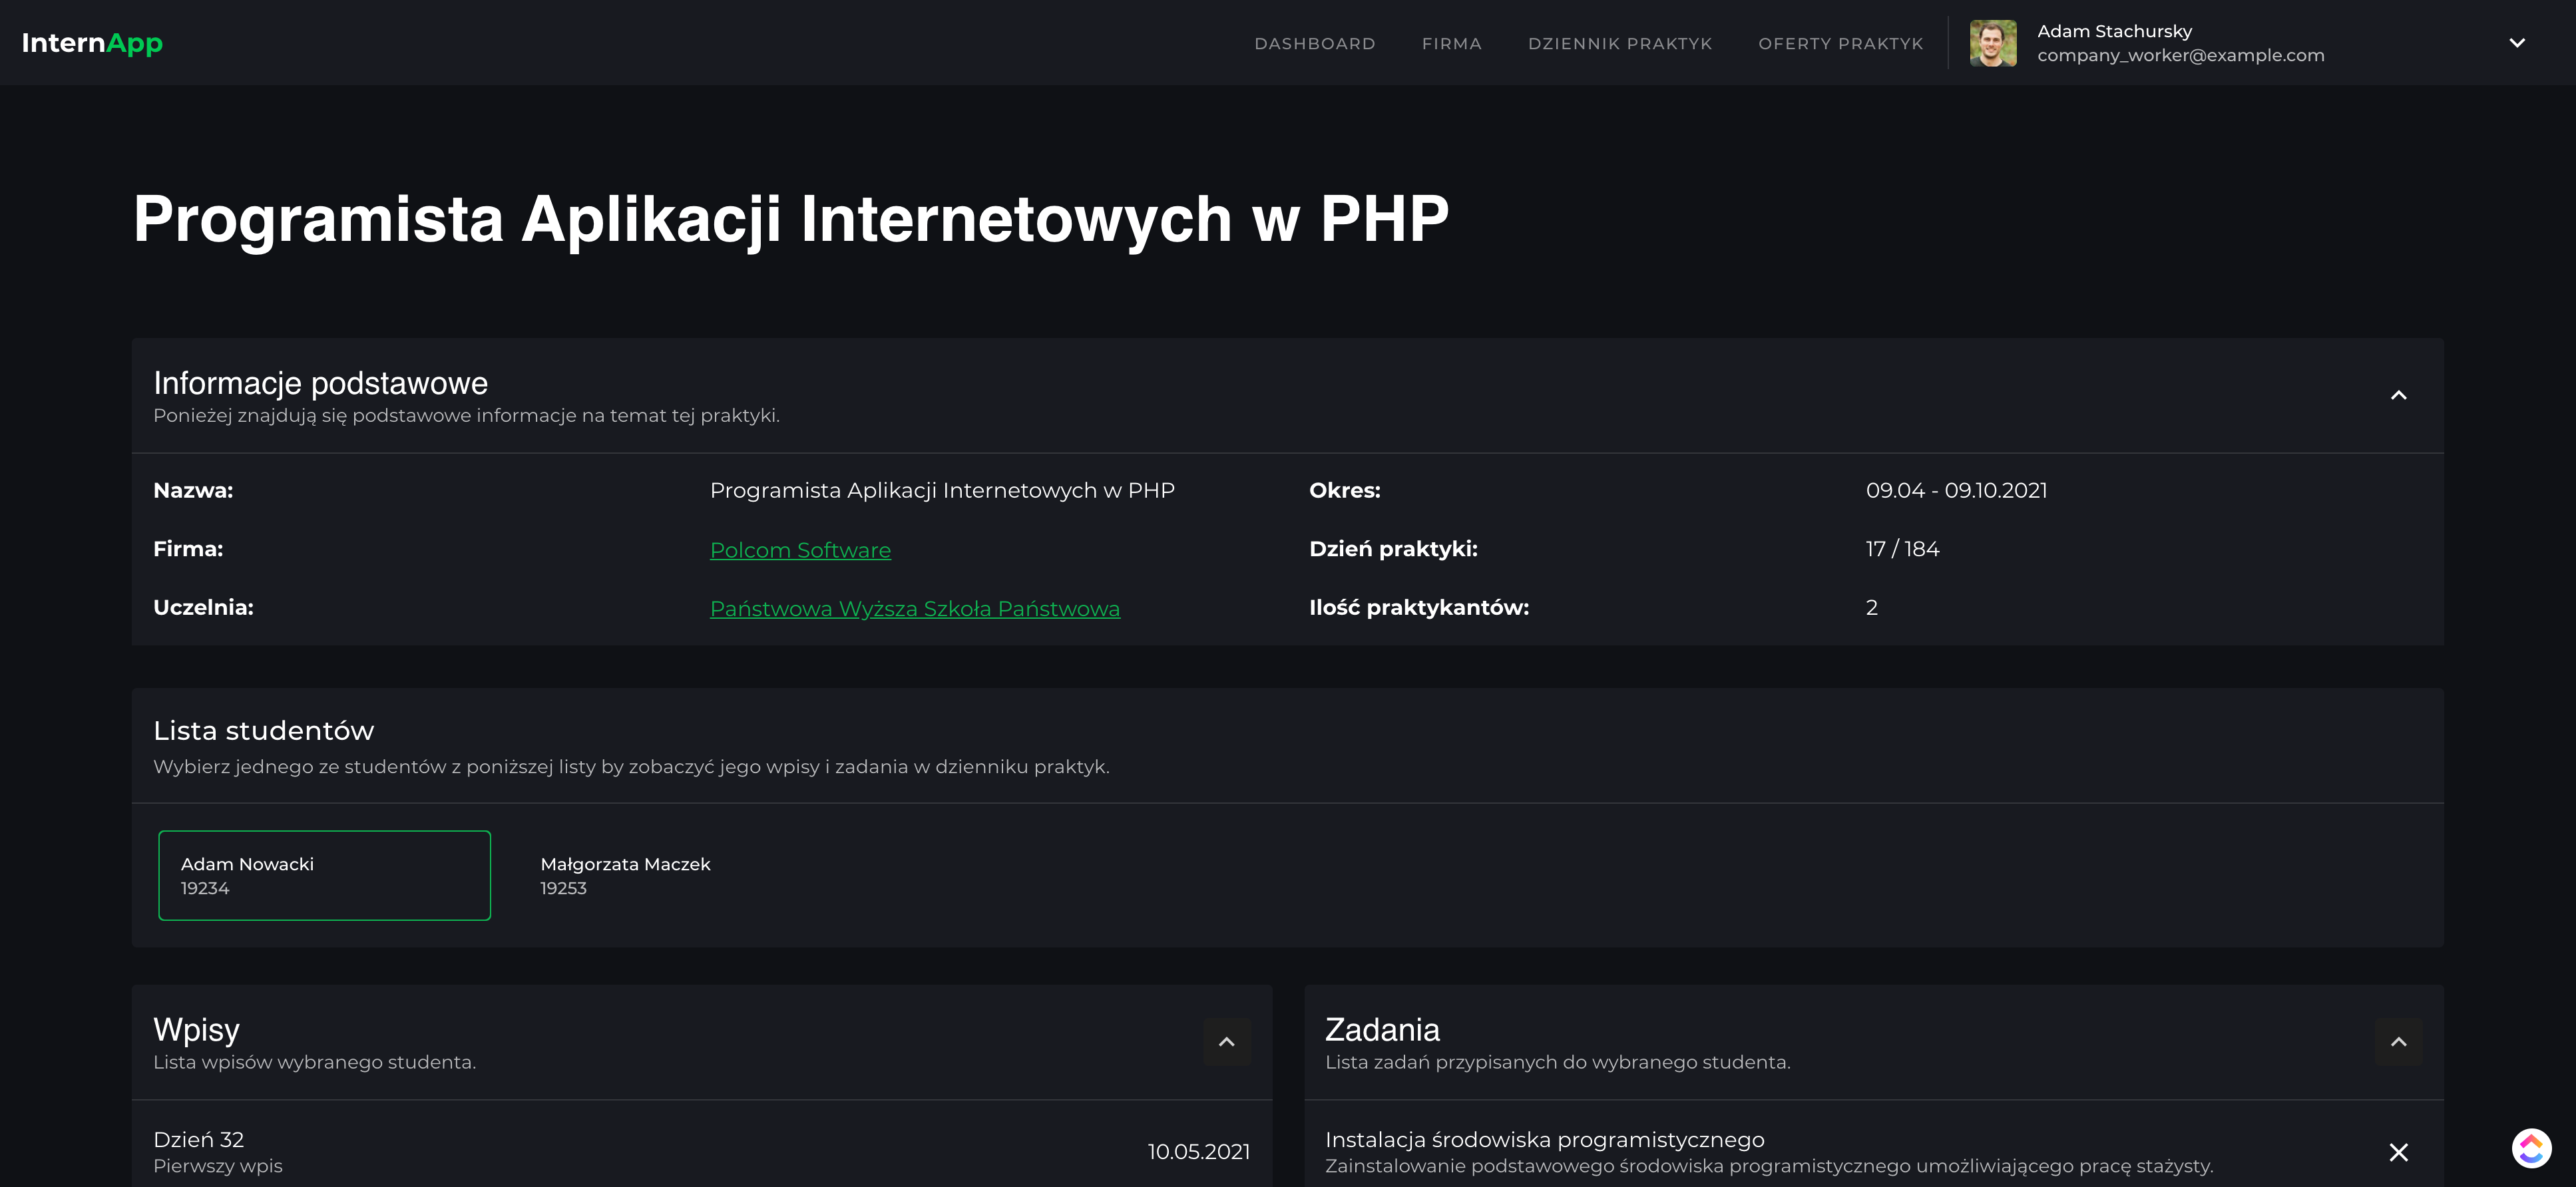 InternApp
DASHBOARD
FIRMA
DZIENNIK PRAKTYK
OFERTY PRAKTYK
Adam Stachursky
company_worker@example.com
Programista Aplikacji Internetowych w PHP
Informacje podstawowe
Ponieżej znajdują się podstawowe informacje na temat tej praktyki.
Nazwa:
Programista Aplikacji Internetowych w PHP
Okres:
09.04 - 09.10.2021
Firma:
Polcom Software
Dzień praktyki:
17 / 184
Uczelnia:
Państwowa Wyższa Szkoła Państwowa
Ilość praktykantów:
2
Lista studentów
Wybierz jednego ze studentów z poniższej listy by zobaczyć jego wpisy i zadania w dzienniku praktyk.
Adam Nowacki
19234
Małgorzata Maczek
19253
Wpisy
Lista wpisów wybranego studenta.
Dzień 32
Pierwszy wpis
10.05.2021
Zadania
Lista zadań przypisanych do wybranego studenta.
Instalacja środowiska programistycznego
Zainstalowanie podstawowego środowiska programistycznego umożliwiającego pracę stażysty.